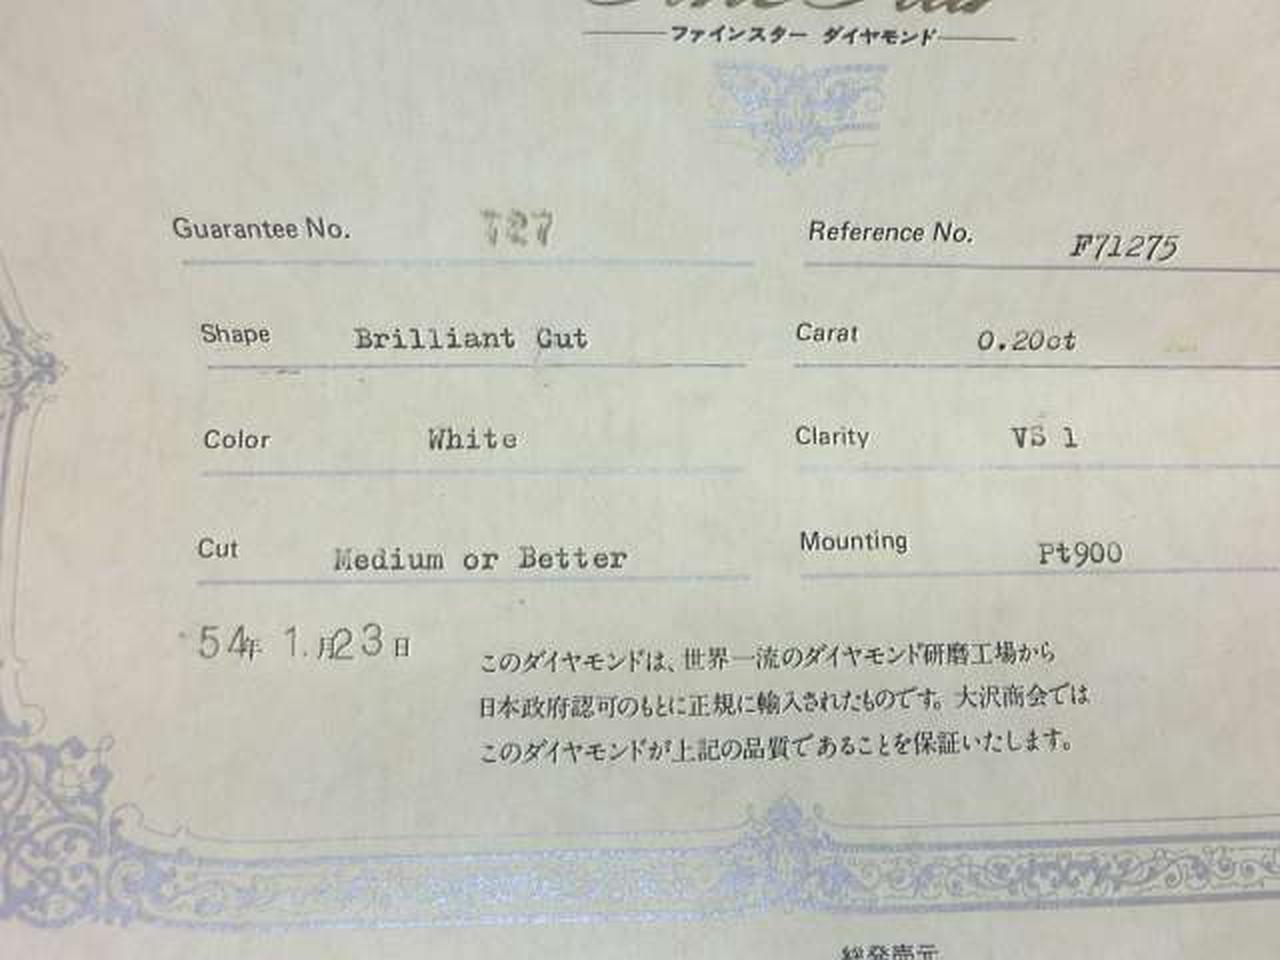 ファインスター ダイヤモンド
Guarantee No. 727
Reference No. F71275
Shape Brilliant Cut
Carat 0.20ct
Color White
Clarity VS 1
Cut Medium or Better
Mounting Pt900
54年 1.月23日
このダイヤモンドは、世界一流のダイヤモンド研磨工場から
日本政府認可のもとに正規に輸入されたものです。大沢商会では
このダイヤモンドが上記の品質であることを保証いたします。
総発売元